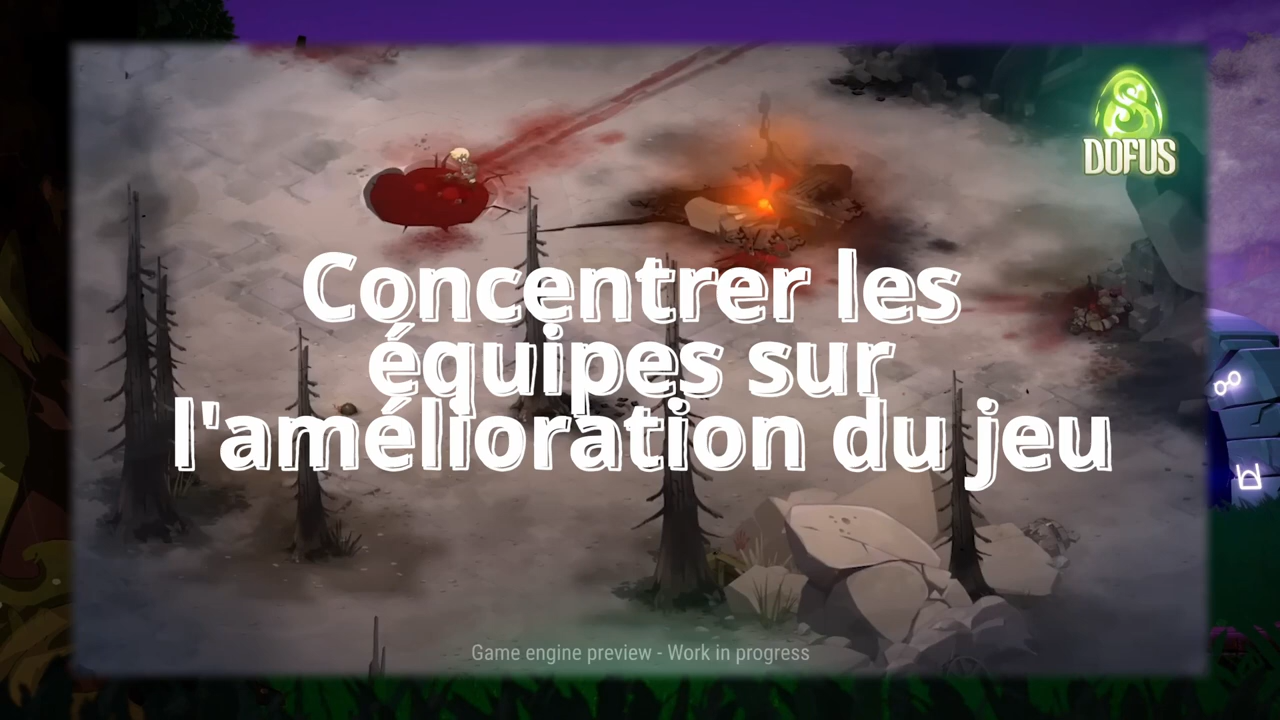 DOFUS
Concentrer les
équipes sur
l'amélioration du jeu
Game engine preview - Work in progress